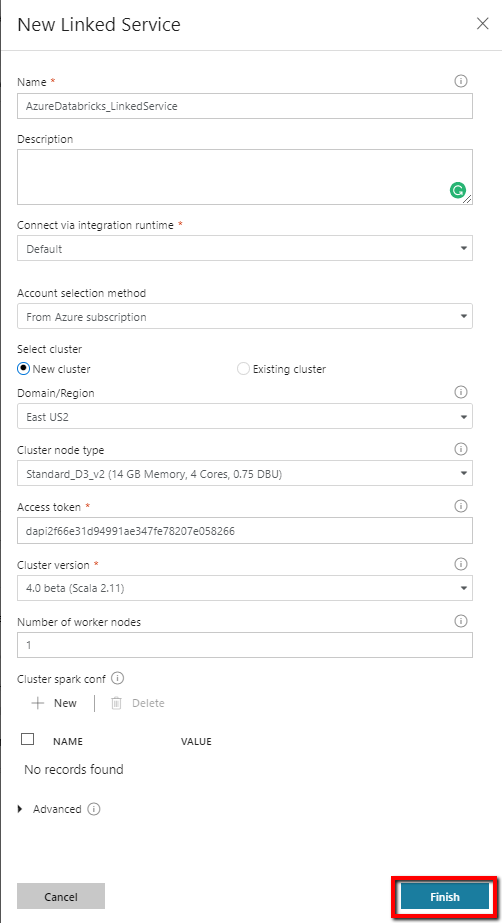 New Linked Service
Name *
AzureDatabricks_LinkedService
Description
Connect via integration runtime *
Default
Account selection method
From Azure subscription
Select cluster
New cluster Existing cluster
Domain/Region
East US2
Cluster node type
Standard_D3_v2 (14 GB Memory, 4 Cores, 0.75 DBU)
Access token *
dapi2f66e31d94991ae347fe78207e058266
Cluster version *
4.0 beta (Scala 2.11)
Number of worker nodes
1
Cluster spark conf
New Delete
NAME VALUE
No records found
Advanced
Cancel Finish